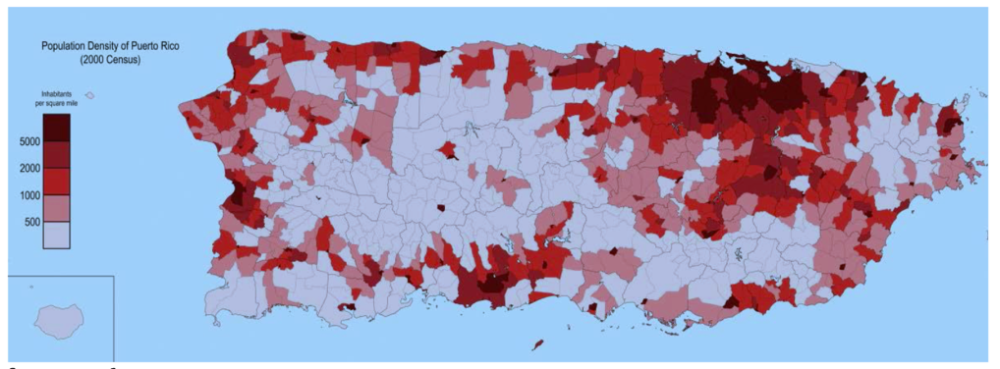 Population Density of Puerto Rico
(2000 Census)
Inhabitants
per square mile
5000
2000
1000
500